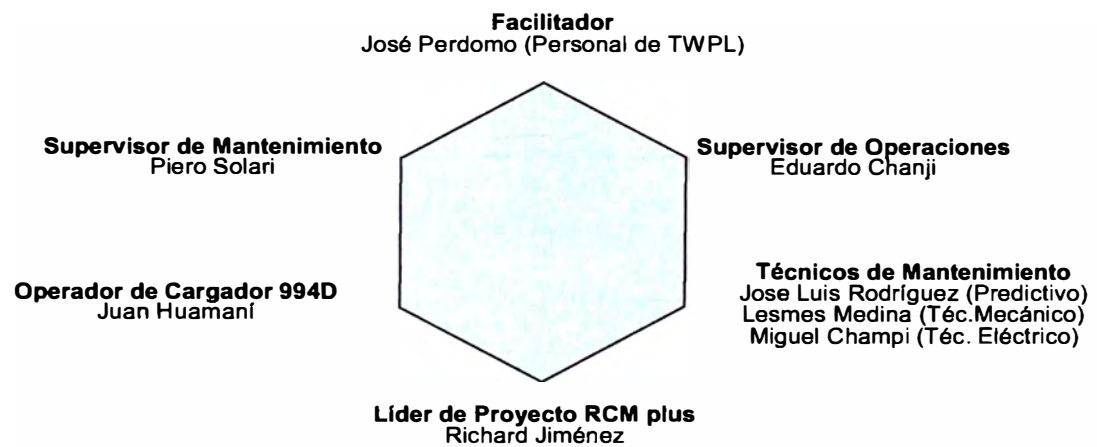 Facilitador
José Perdomo (Personal de TWPL)
Supervisor de Mantenimiento
Piero Solari
Supervisor de Operaciones
Eduardo Chanji
Operador de Cargador 994D
Juan Huamaní
Técnicos de Mantenimiento
Jose Luis Rodríguez (Predictivo)
Lesmes Medina (Téc.Mecánico)
Miguel Champi (Téc. Eléctrico)
Líder de Proyecto RCM plus
Richard Jiménez